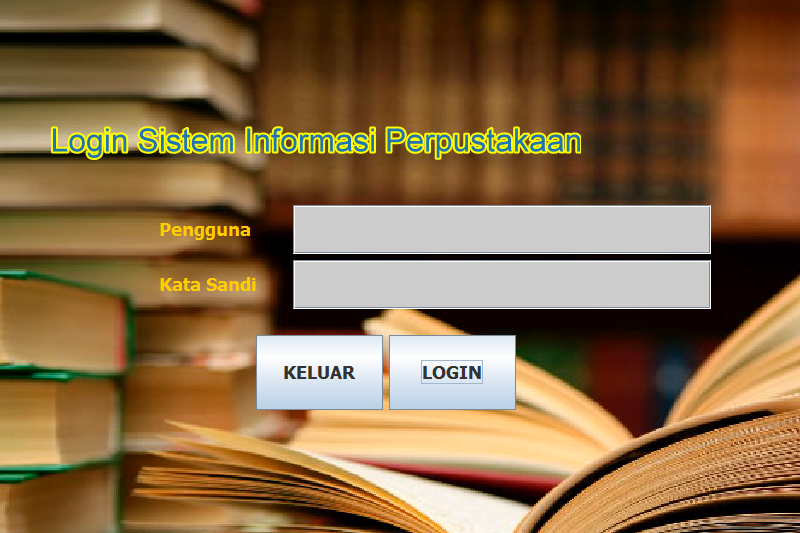 Login Sistem Informasi Perpustakaan
Pengguna
Kata Sandi
KELUAR LOGIN